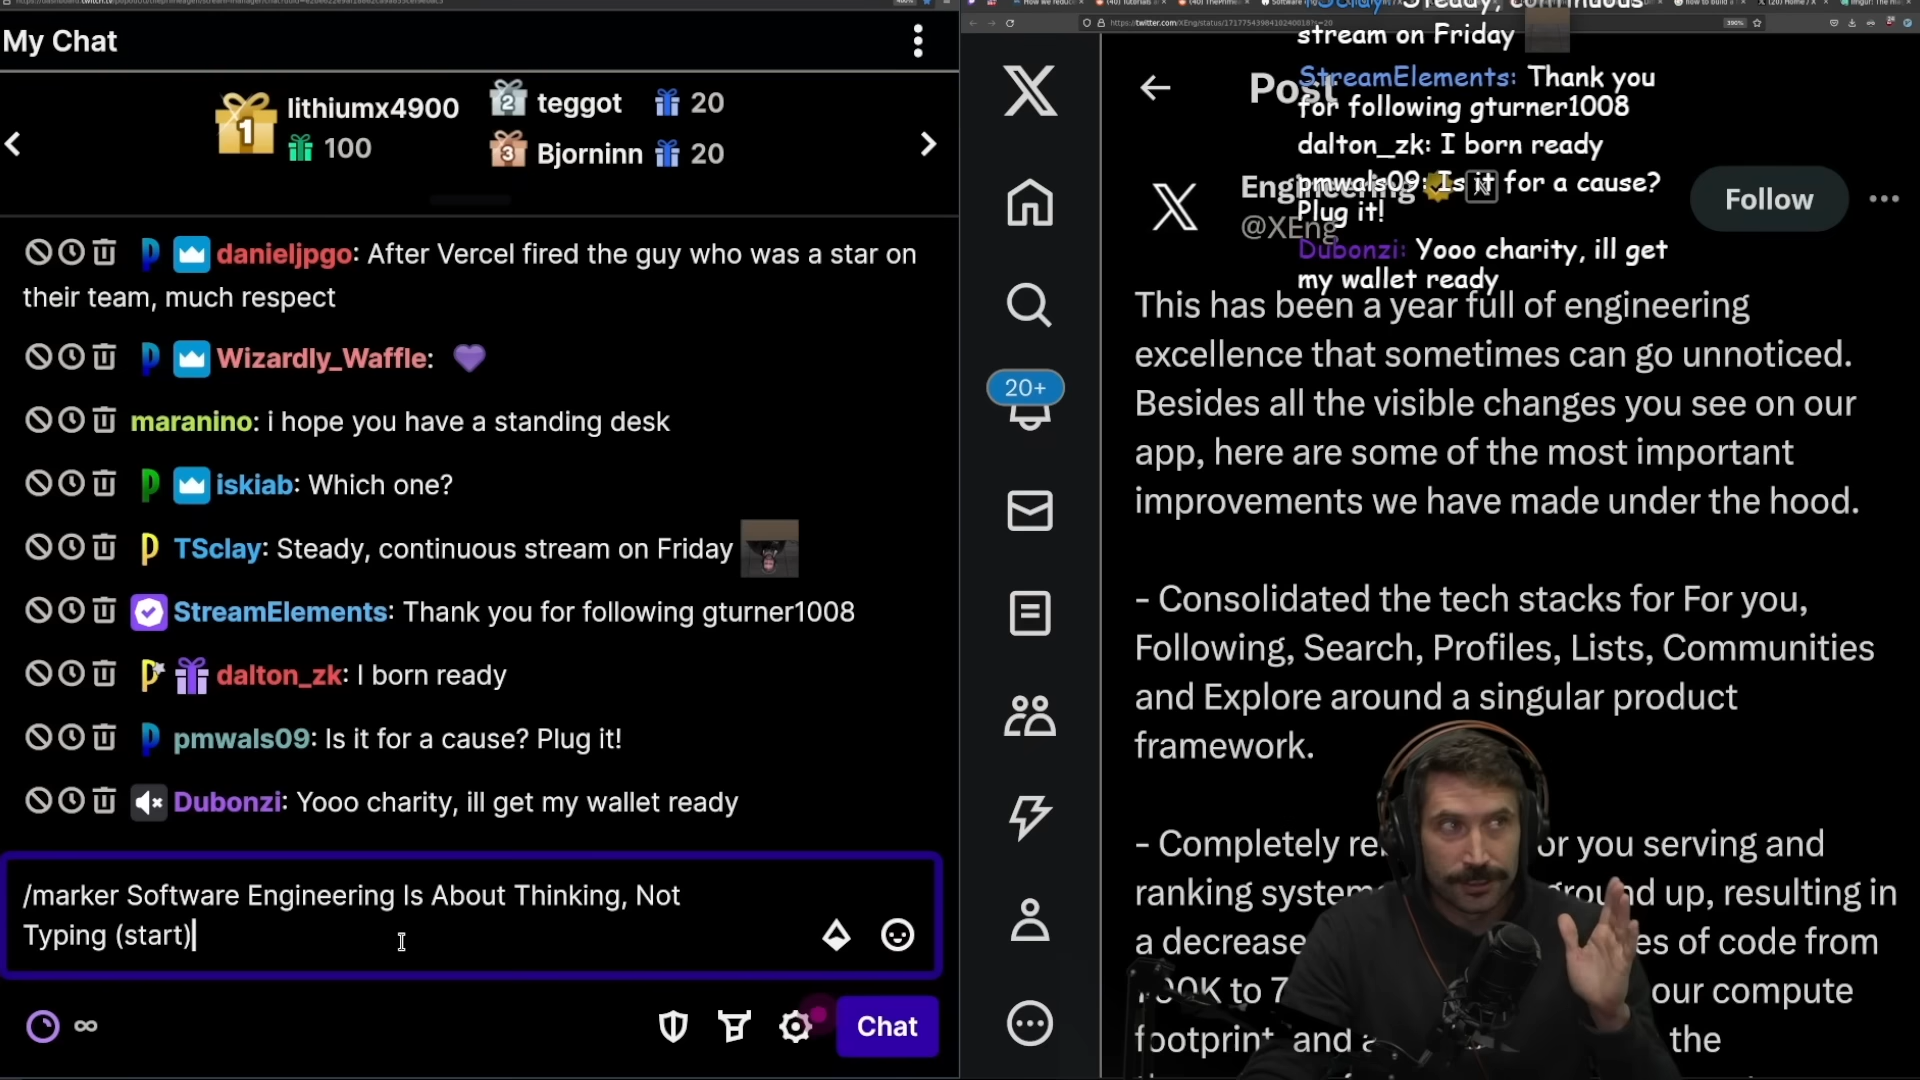 My Chat
1 lithiumx4900
100
2 teggot 20
3 Bjorninn 20
danieljpgo: After Vercel fired the guy who was a star on
their team, much respect
Wizardly_Waffle:
maranino: i hope you have a standing desk
iskiab: Which one?
TSclay: Steady, continuous stream on Friday
StreamElements: Thank you for following gturner1008
dalton_zk: I born ready
pmwals09: Is it for a cause? Plug it!
Dubonzi: Yooo charity, ill get my wallet ready
/marker Software Engineering Is About Thinking, Not
Typing (start)
Chat
stream on Friday
StreamElements: Thank you
for following gturner1008
dalton_zk: I born ready
pmwals09: Is it for a cause?
Plug it!
Dubonzi: Yooo charity, ill get
my wallet ready
Post
Engineering
@XEng
Follow
20+
This has been a year full of engineering
excellence that sometimes can go unnoticed.
Besides all the visible changes you see on our
app, here are some of the most important
improvements we have made under the hood.
- Consolidated the tech stacks for For you,
Following, Search, Profiles, Lists, Communities
and Explore around a singular product
framework.
- Completely you serving and
ranking system ground up, resulting in
a decrease of code from
to our compute
footprint, and the